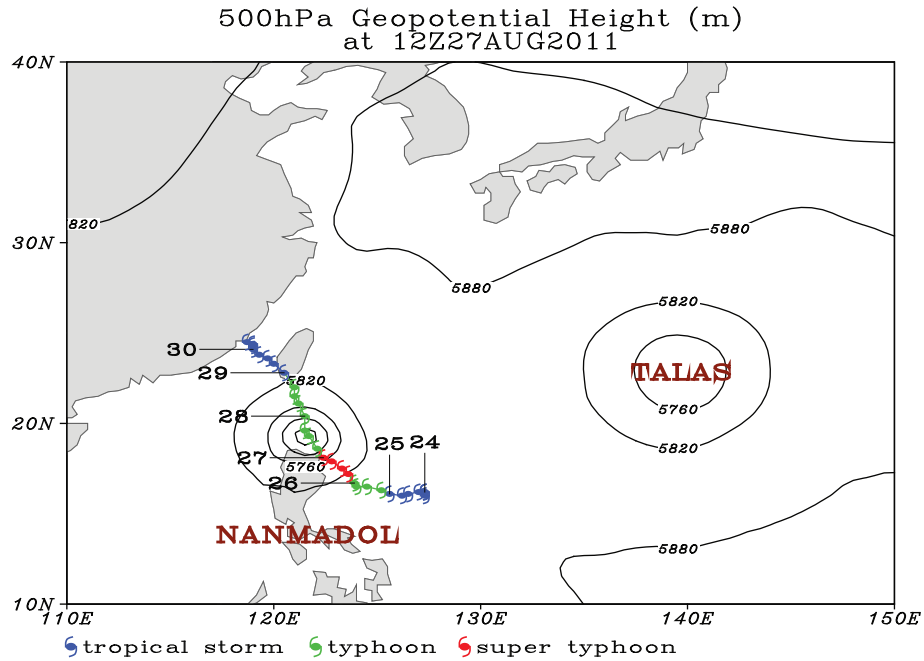 500hPa Geopotential Height (m)
at 12Z27AUG2011
40N
5820
30N
5880
5880
5820
30
29
TALAS
5820
5760
28
20N
5820
25 24
27
5760
26
NANMADOL
5880
10N
110E 120E 130E 140E 150E
tropical storm typhoon super typhoon